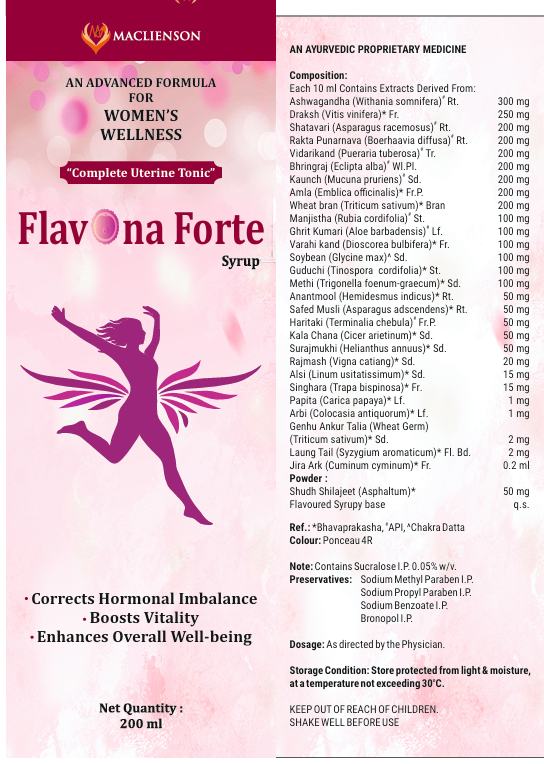 MACLIENSON
AN ADVANCED FORMULA
FOR
WOMEN'S
WELLNESS
"Complete Uterine Tonic"
Flavona Forte
Syrup
· Corrects Hormonal Imbalance
· Boosts Vitality
· Enhances Overall Well-being
Net Quantity :
200 ml
AN AYURVEDIC PROPRIETARY MEDICINE
Composition:
Each 10 ml Contains Extracts Derived From:
Ashwagandha (Withania somnifera)# Rt. 300 mg
Draksh (Vitis vinifera)* Fr. 250 mg
Shatavari (Asparagus racemosus)# Rt. 200 mg
Rakta Punarnava (Boerhaavia diffusa)# Rt. 200 mg
Vidarikand (Pueraria tuberosa)# Tr. 200 mg
Bhringraj (Eclipta alba)# Wl.Pl. 200 mg
Kaunch (Mucuna pruriens)# Sd. 200 mg
Amla (Emblica officinalis)* Fr.P. 200 mg
Wheat bran (Triticum sativum)* Bran 200 mg
Manjistha (Rubia cordifolia)# St. 100 mg
Ghrit Kumari (Aloe barbadensis)# Lf. 100 mg
Varahi kand (Dioscorea bulbifera)* Fr. 100 mg
Soybean (Glycine max)^ Sd. 100 mg
Guduchi (Tinospora cordifolia)* St. 100 mg
Methi (Trigonella foenum-graecum)* Sd. 100 mg
Anantmool (Hemidesmus indicus)* Rt. 50 mg
Safed Musli (Asparagus adscendens)* Rt. 50 mg
Haritaki (Terminalia chebula)# Fr.P. 50 mg
Kala Chana (Cicer arietinum)* Sd. 50 mg
Surajmukhi (Helianthus annuus)* Sd. 50 mg
Rajmash (Vigna catiang)* Sd. 20 mg
Alsi (Linum usitatissimum)* Sd. 15 mg
Singhara (Trapa bispinosa)* Fr. 15 mg
Papita (Carica papaya)* Lf. 1 mg
Arbi (Colocasia antiquorum)* Lf. 1 mg
Genhu Ankur Talia (Wheat Germ)
(Triticum sativum)* Sd. 2 mg
Laung Tail (Syzygium aromaticum)* Fl. Bd. 2 mg
Jira Ark (Cuminum cyminum)* Fr. 0.2 ml
Powder :
Shudh Shilajeet (Asphaltum)* 50 mg
Flavoured Syrupy base q.s.
Ref.: *Bhavaprakasha, #API, ^Chakra Datta
Colour: Ponceau 4R
Note: Contains Sucralose I.P. 0.05% w/v.
Preservatives: Sodium Methyl Paraben I.P.
Sodium Propyl Paraben I.P.
Sodium Benzoate I.P.
Bronopol I.P.
Dosage: As directed by the Physician.
Storage Condition: Store protected from light & moisture,
at a temperature not exceeding 30°C.
KEEP OUT OF REACH OF CHILDREN.
SHAKE WELL BEFORE USE